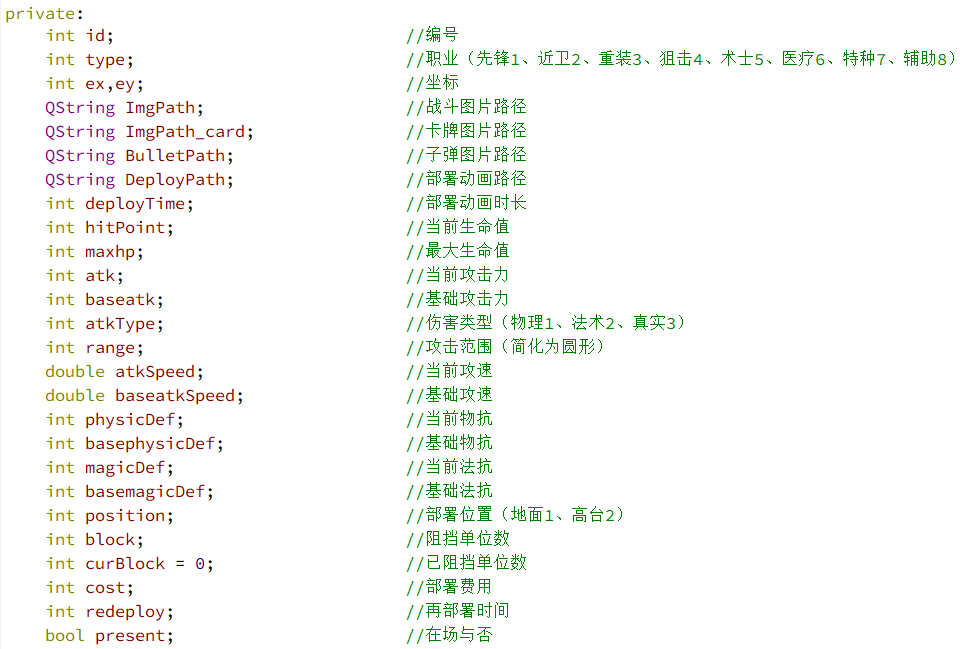 private:
    int id;                             //编号
    int type;                           //职业（先锋1、近卫2、重装3、狙击4、术士5、医疗6、特种7、辅助8）
    int ex,ey;                          //坐标
    QString ImgPath;                    //战斗图片路径
    QString ImgPath_card;               //卡牌图片路径
    QString BulletPath;                 //子弹图片路径
    QString DeployPath;                 //部署动画路径
    int deployTime;                     //部署动画时长
    int hitPoint;                       //当前生命值
    int maxhp;                          //最大生命值
    int atk;                            //当前攻击力
    int baseatk;                        //基础攻击力
    int atkType;                        //伤害类型（物理1、法术2、真实3）
    int range;                          //攻击范围（简化为圆形）
    double atkSpeed;                    //当前攻速
    double baseatkSpeed;                //基础攻速
    int physicDef;                      //当前物抗
    int basephysicDef;                  //基础物抗
    int magicDef;                       //当前法抗
    int basemagicDef;                   //基础法抗
    int position;                       //部署位置（地面1、高台2）
    int block;                          //阻挡单位数
    int curBlock = 0;                   //已阻挡单位数
    int cost;                           //部署费用
    int redeploy;                       //再部署时间
    bool present;                       //在场与否